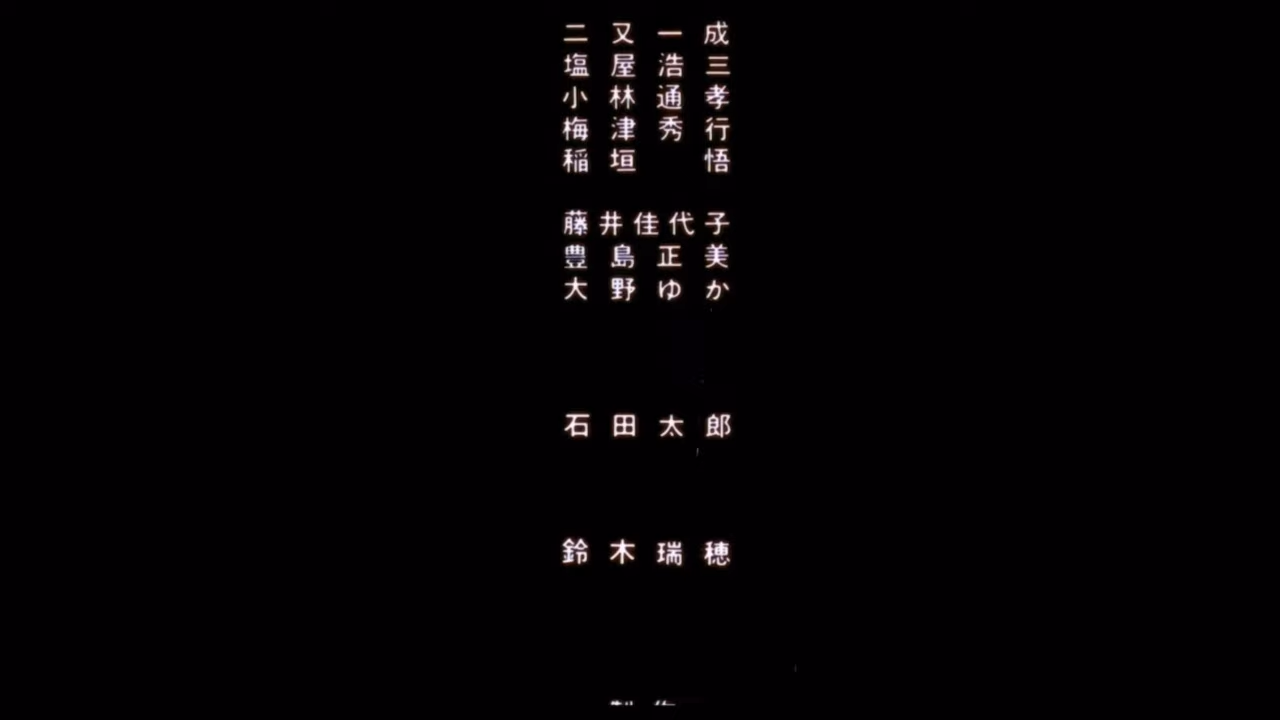 二又一成
塩屋浩三
小林通孝
梅津秀行
稲垣悟
藤井佳代子
豊島正美
大野ゆか
石田太郎
鈴木瑞穂